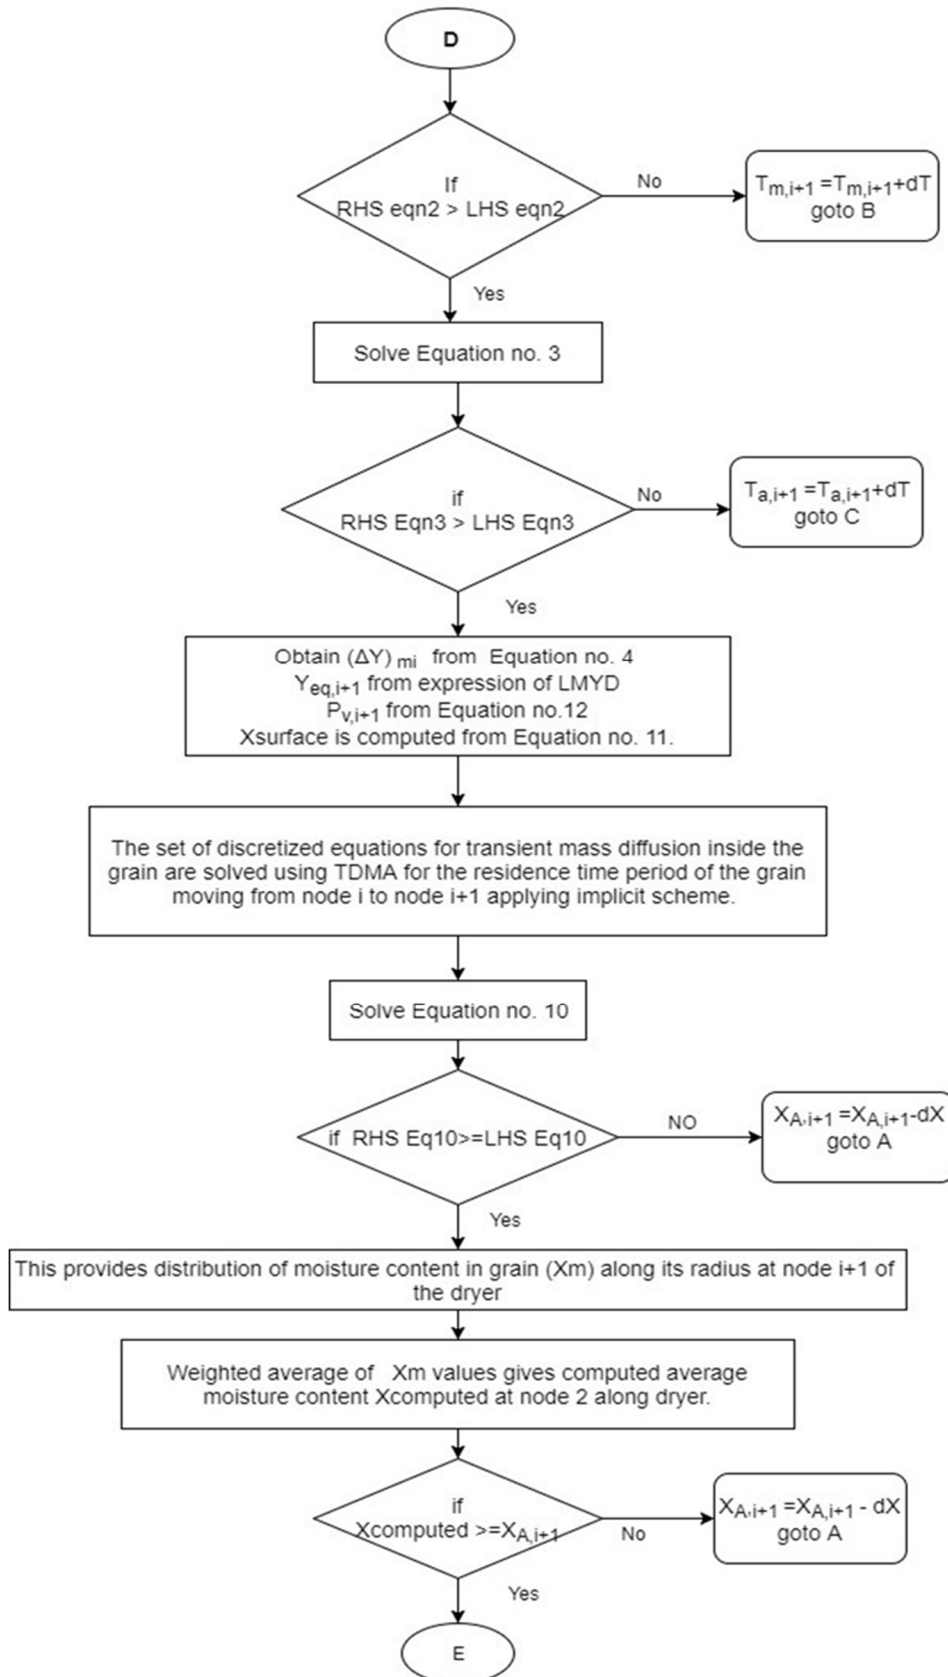 D
If
RHS eqn2 > LHS eqn2
No
Tm,i+1 =Tm,i+1+dT
goto B
Yes
Solve Equation no. 3
if
RHS Eqn3 > LHS Eqn3
No
Ta,i+1 =Ta,i+1+dT
goto C
Yes
Obtain (ΔY) mi from Equation no. 4
Yeq,i+1 from expression of LMYD
Pv,i+1 from Equation no.12
Xsurface is computed from Equation no. 11.
The set of discretized equations for transient mass diffusion inside the
grain are solved using TDMA for the residence time period of the grain
moving from node i to node i+1 applying implicit scheme.
Solve Equation no. 10
if RHS Eq10>=LHS Eq10
NO
XA,i+1 =XA,i+1-dX
goto A
Yes
This provides distribution of moisture content in grain (Xm) along its radius at node i+1 of
the dryer
Weighted average of Xm values gives computed average
moisture content Xcomputed at node 2 along dryer.
if
Xcomputed >=XA,i+1
No
XA,i+1 =XA,i+1 - dX
goto A
Yes
E